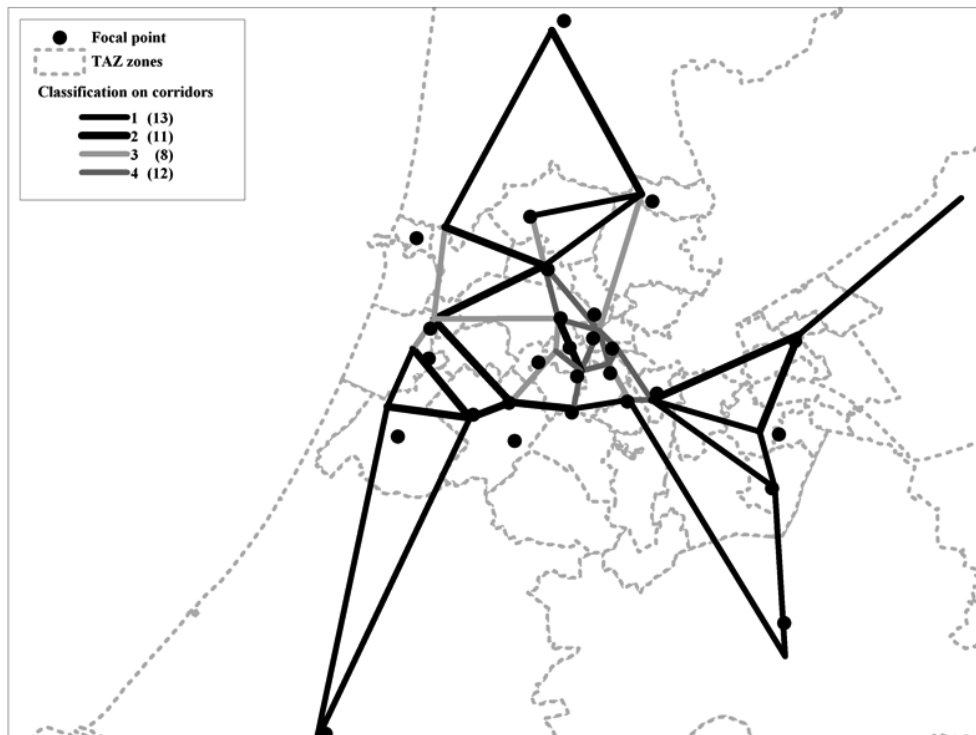 Focal point
TAZ zones
Classification on corridors
1 (13)
2 (11)
3 (8)
4 (12)